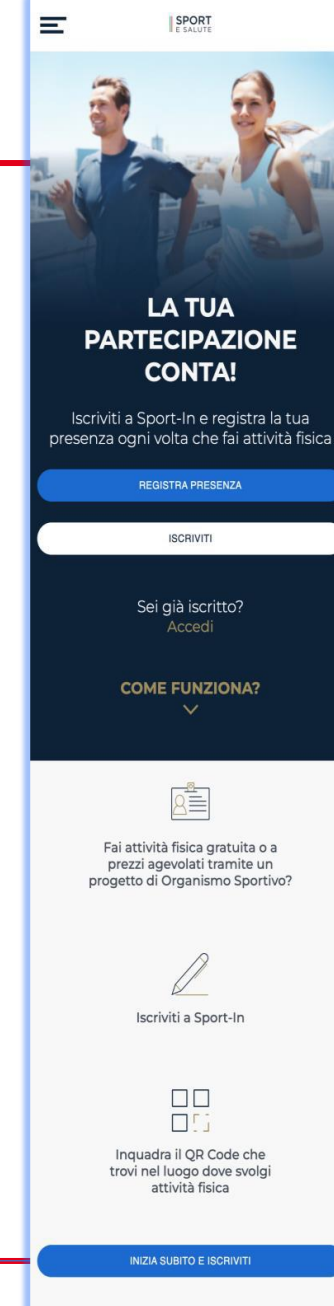 SPORT
E SALUTE
LA TUA
PARTECIPAZIONE
CONTA!
Iscriviti a Sport-In e registra la tua
presenza ogni volta che fai attività fisica
REGISTRA PRESENZA
ISCRIVITI
Sei già iscritto?
Accedi
COME FUNZIONA?
Fai attività fisica gratuita o a
prezzi agevolati tramite un
progetto di Organismo Sportivo?
Iscriviti a Sport-In
Inquadra il QR Code che
trovi nel luogo dove svolgi
attività fisica
INIZIA SUBITO E ISCRIVITI